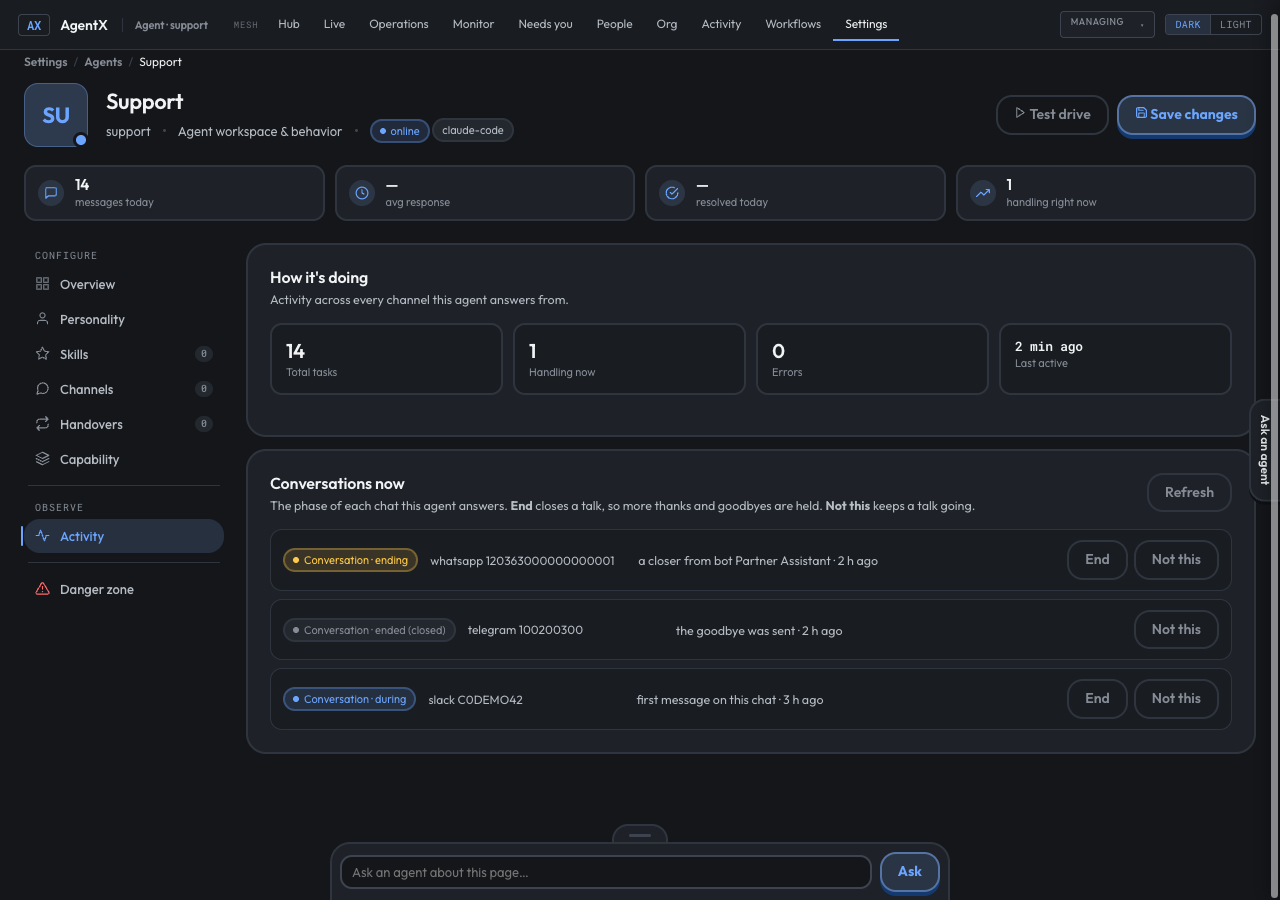 AX AgentX Agent · support MESH Hub Live Operations Monitor Needs you People Org Activity Workflows Settings MANAGING DARK LIGHT
Settings / Agents / Support
SU
Support
support • Agent workspace & behavior • online claude-code
Test drive
Save changes
14
messages today
—
avg response
—
resolved today
1
handling right now
CONFIGURE
Overview
Personality
Skills 0
Channels 0
Handovers 0
Capability
OBSERVE
Activity
Danger zone
How it's doing
Activity across every channel this agent answers from.
14
Total tasks
1
Handling now
0
Errors
2 min ago
Last active
Conversations now
The phase of each chat this agent answers. End closes a talk, so more thanks and goodbyes are held. Not this keeps a talk going.
Refresh
Conversation · ending whatsapp 120363000000000001 a closer from bot Partner Assistant · 2 h ago End Not this
Conversation · ended (closed) telegram 100200300 the goodbye was sent · 2 h ago Not this
Conversation · during slack C0DEMO42 first message on this chat · 3 h ago End Not this
Ask an agent
Ask an agent about this page...
Ask